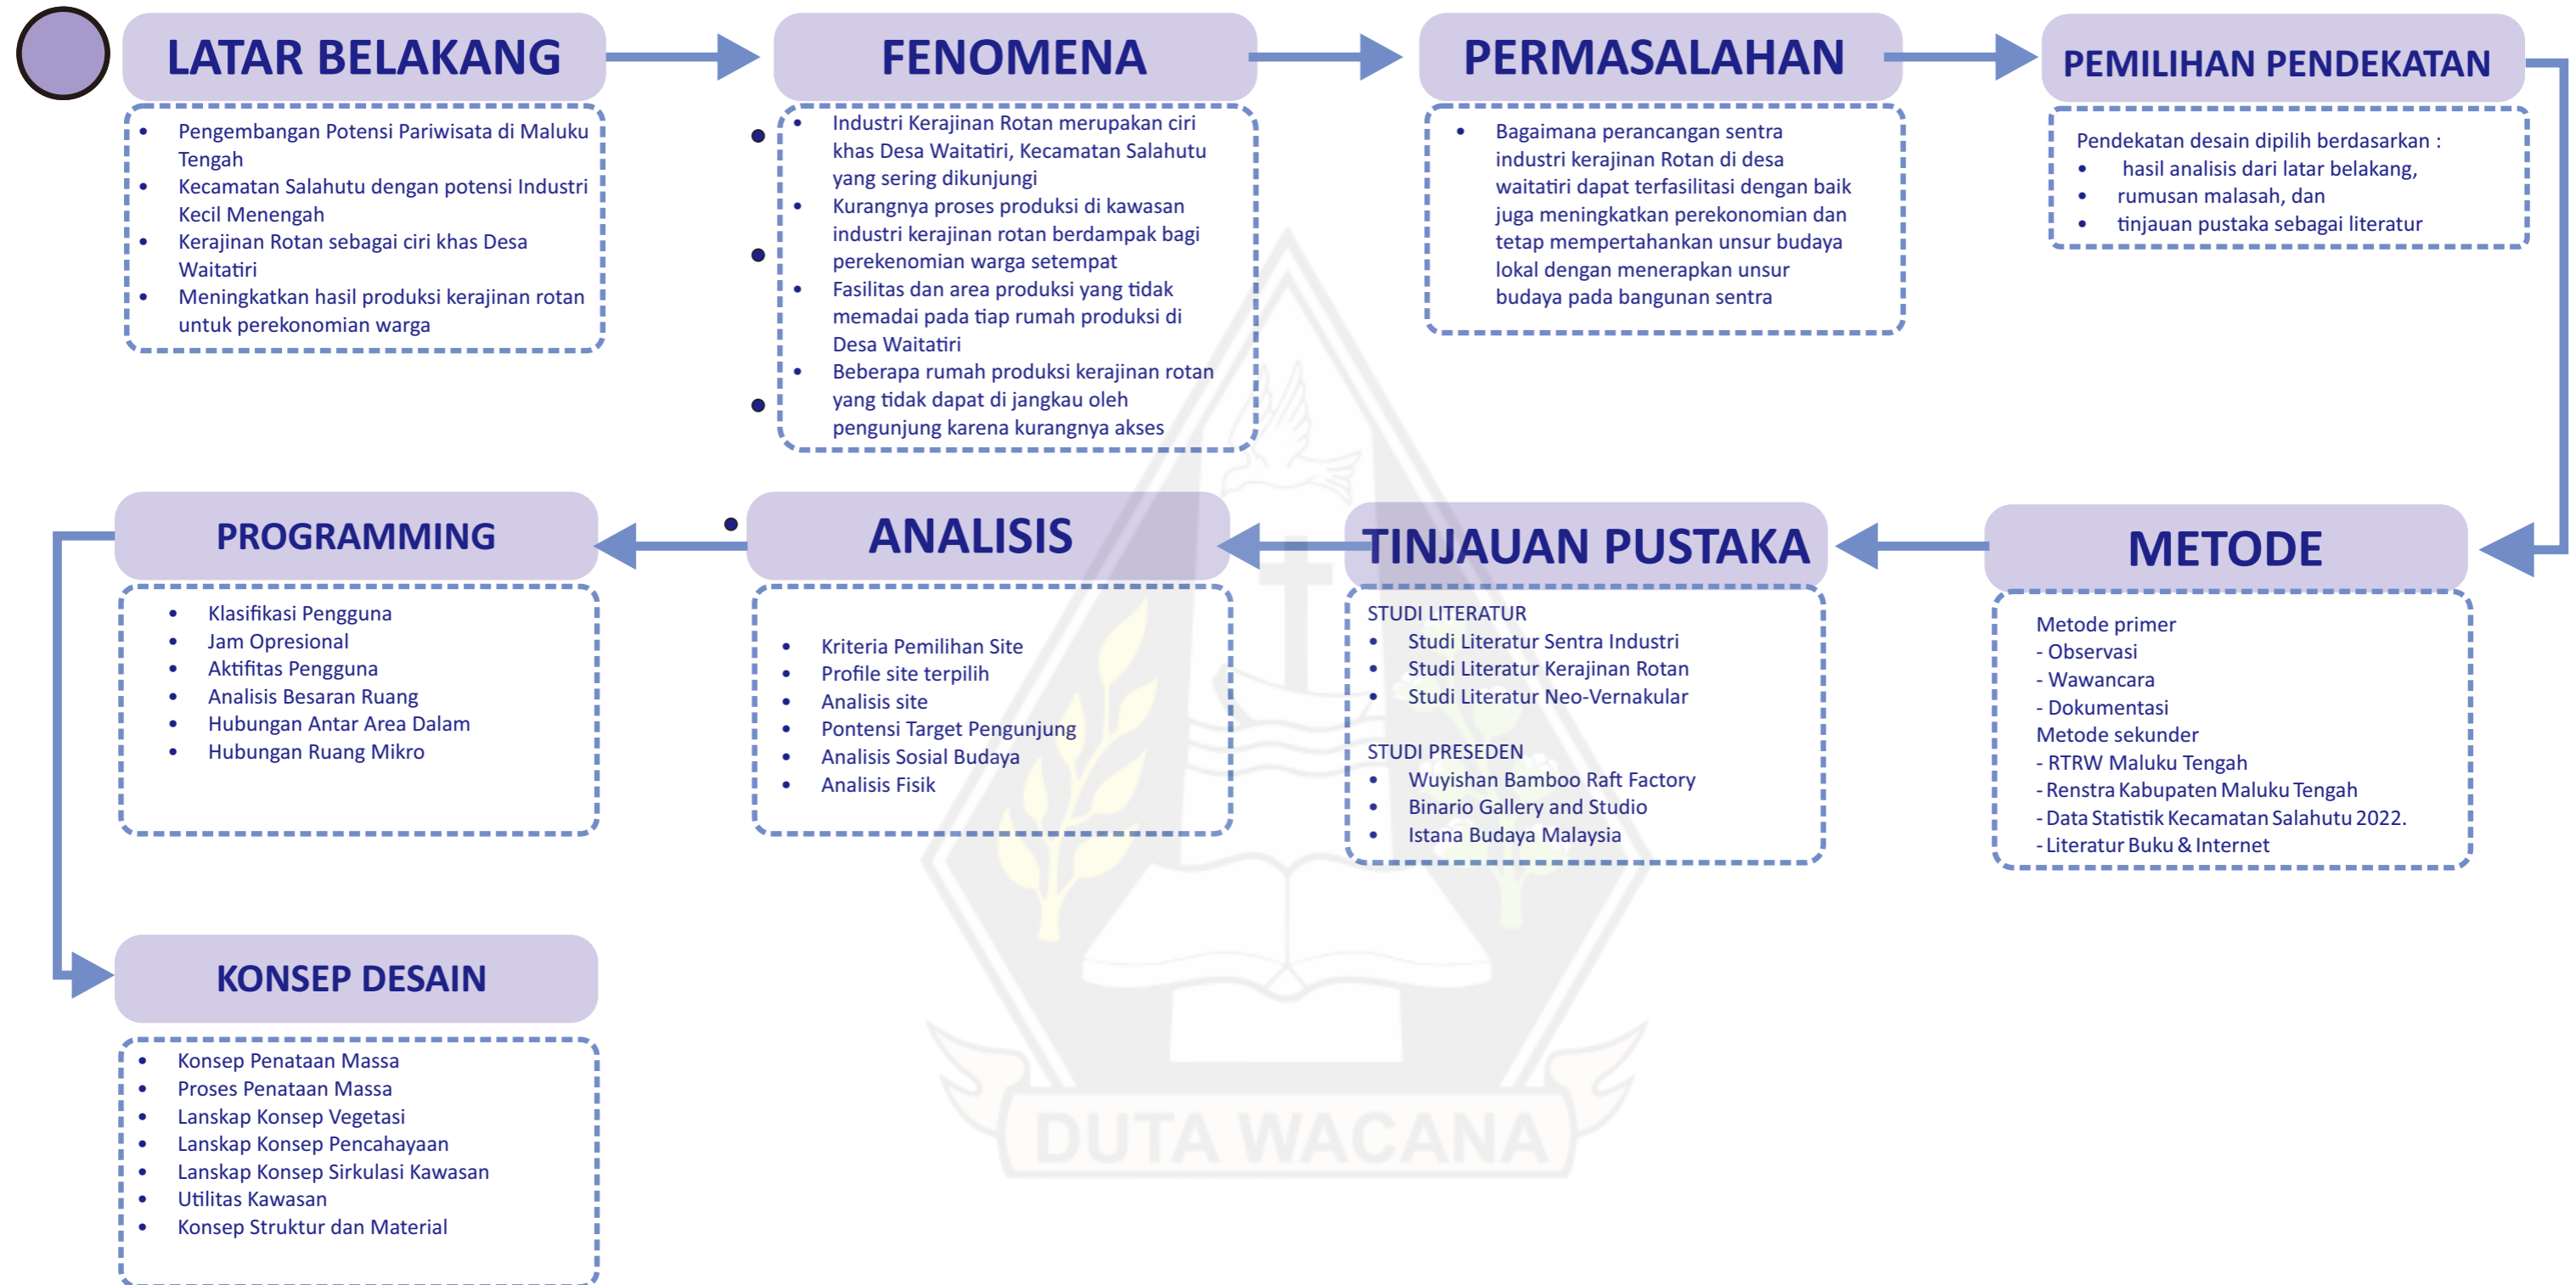 LATAR BELAKANG
• Pengembangan Potensi Pariwisata di Maluku
Tengah
• Kecamatan Salahutu dengan potensi Industri
Kecil Menengah
• Kerajinan Rotan sebagai ciri khas Desa
Waitatiri
• Meningkatkan hasil produksi kerajinan rotan
untuk perekonomian warga
FENOMENA
• Industri Kerajinan Rotan merupakan ciri
khas Desa Waitatiri, Kecamatan Salahutu
yang sering dikunjungi
• Kurangnya proses produksi di kawasan
industri kerajinan rotan berdampak bagi
perekenomian warga setempat
• Fasilitas dan area produksi yang tidak
memadai pada tiap rumah produksi di
Desa Waitatiri
• Beberapa rumah produksi kerajinan rotan
yang tidak dapat di jangkau oleh
pengunjung karena kurangnya akses
PERMASALAHAN
• Bagaimana perancangan sentra
industri kerajinan Rotan di desa
waitatiri dapat terfasilitasi dengan baik
juga meningkatkan perekonomian dan
tetap mempertahankan unsur budaya
lokal dengan menerapkan unsur
budaya pada bangunan sentra
PEMILIHAN PENDEKATAN
Pendekatan desain dipilih berdasarkan :
• hasil analisis dari latar belakang,
• rumusan malasah, dan
• tinjauan pustaka sebagai literatur
METODE
Metode primer
- Observasi
- Wawancara
- Dokumentasi
Metode sekunder
- RTRW Maluku Tengah
- Renstra Kabupaten Maluku Tengah
- Data Statistik Kecamatan Salahutu 2022.
- Literatur Buku & Internet
TINJAUAN PUSTAKA
STUDI LITERATUR
• Studi Literatur Sentra Industri
• Studi Literatur Kerajinan Rotan
• Studi Literatur Neo-Vernakular
STUDI PRESEDEN
• Wuyishan Bamboo Raft Factory
• Binario Gallery and Studio
• Istana Budaya Malaysia
ANALISIS
• Kriteria Pemilihan Site
• Profile site terpilih
• Analisis site
• Pontensi Target Pengunjung
• Analisis Sosial Budaya
• Analisis Fisik
PROGRAMMING
• Klasifikasi Pengguna
• Jam Opresional
• Aktifitas Pengguna
• Analisis Besaran Ruang
• Hubungan Antar Area Dalam
• Hubungan Ruang Mikro
KONSEP DESAIN
• Konsep Penataan Massa
• Proses Penataan Massa
• Lanskap Konsep Vegetasi
• Lanskap Konsep Pencahayaan
• Lanskap Konsep Sirkulasi Kawasan
• Utilitas Kawasan
• Konsep Struktur dan Material
DUTA WACANA